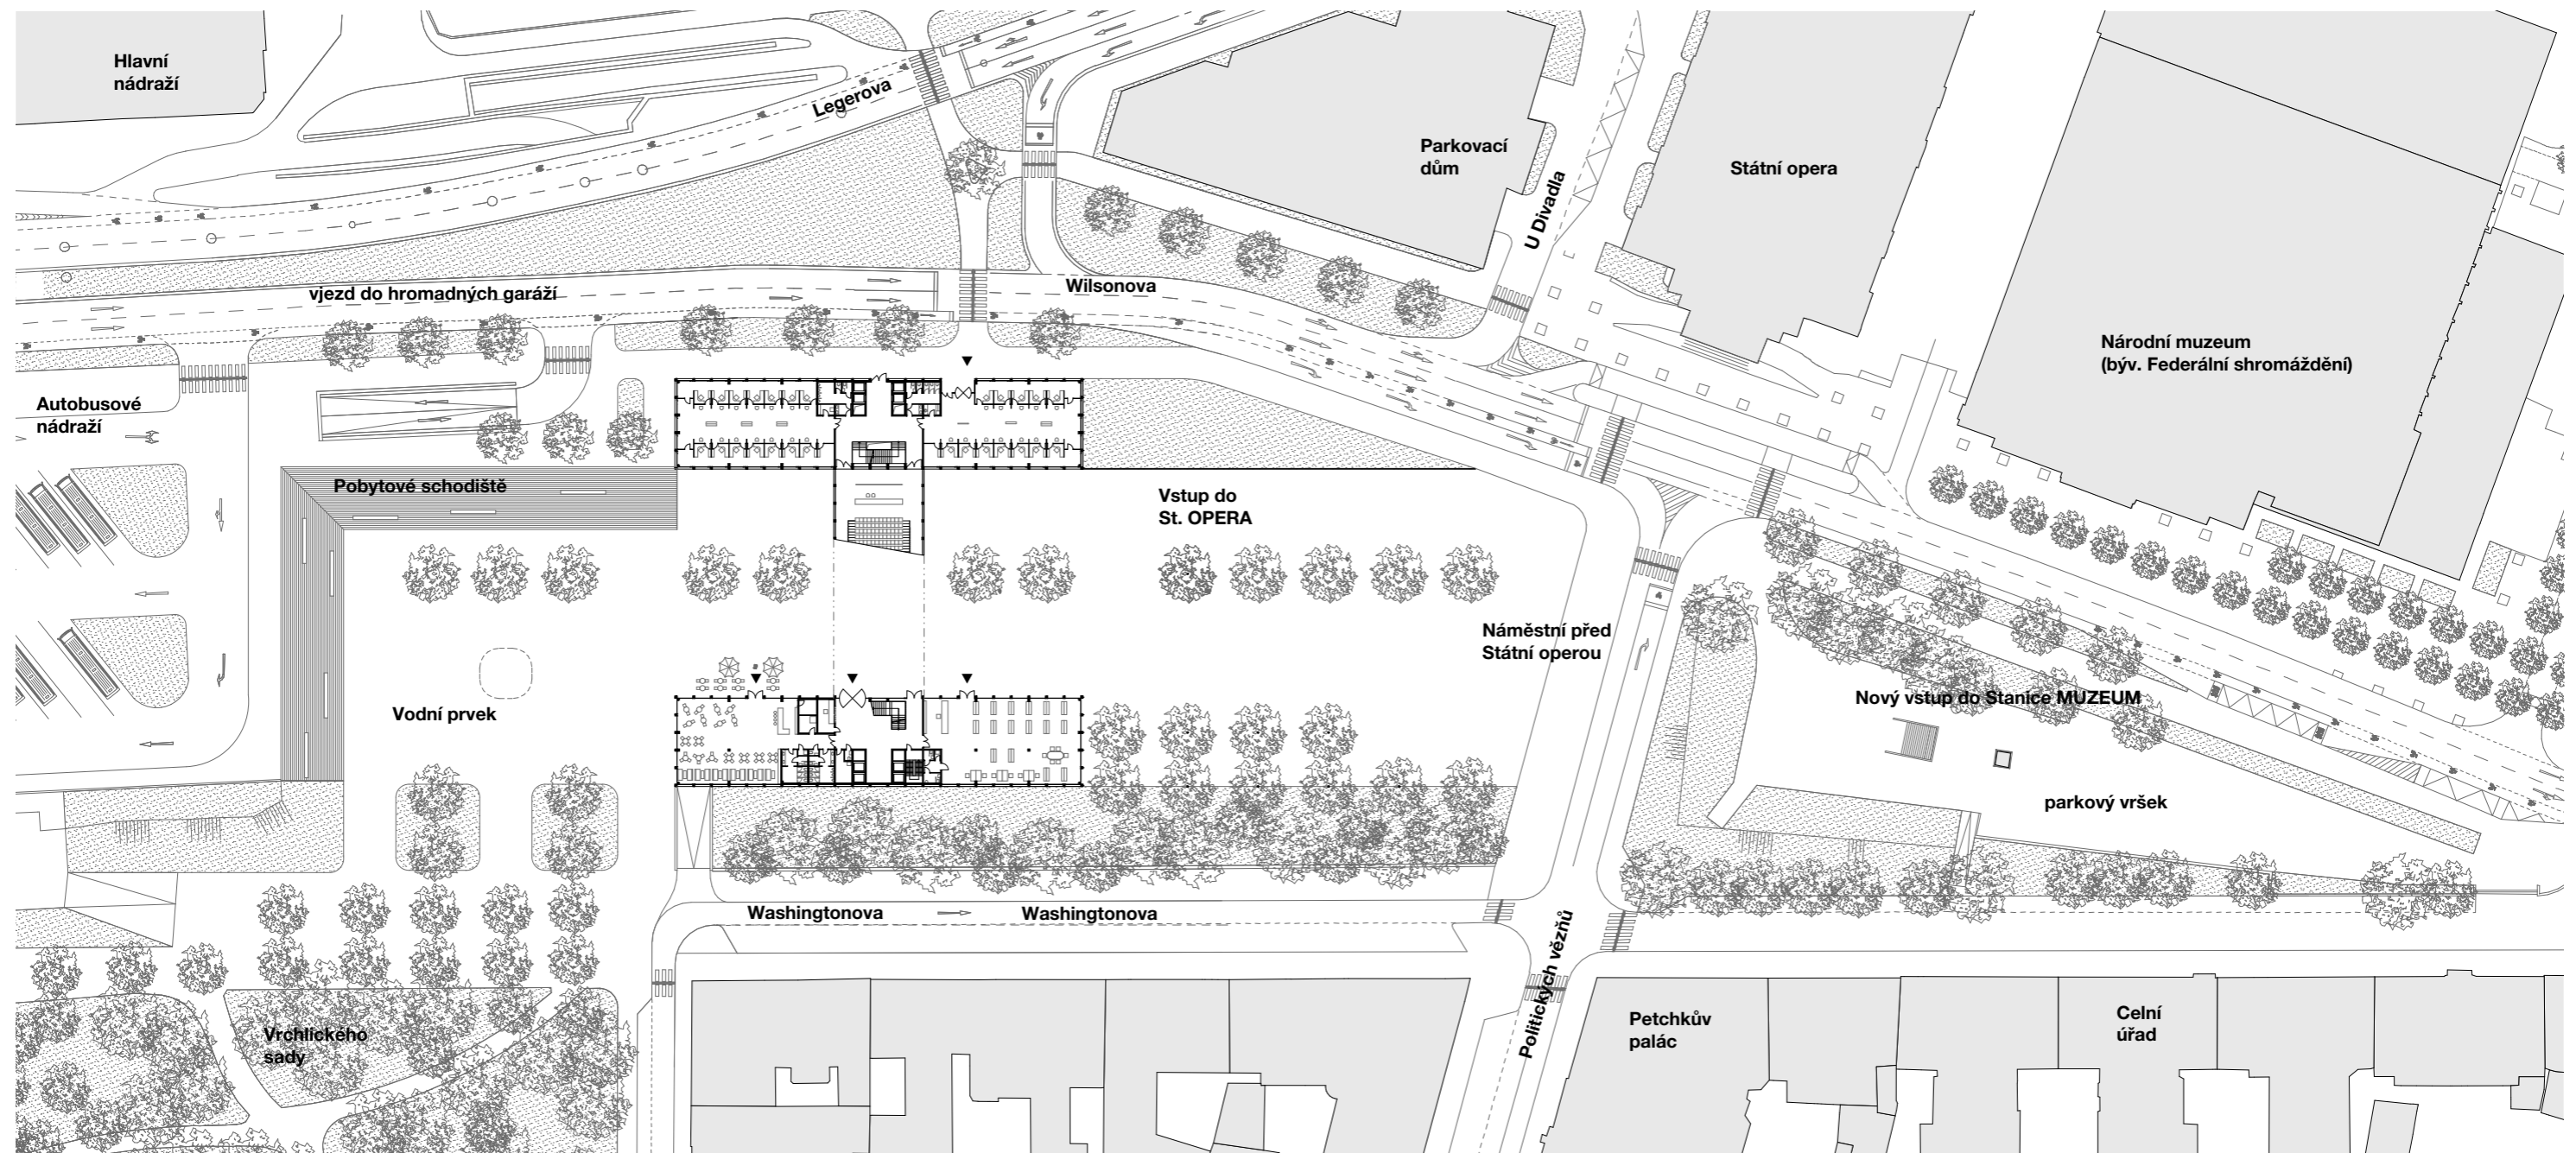 Hlavní
nádraží
Legerova
Parkovací
dům
Státní opera
U Divadla
vjezd do hromadných garáží
Wilsonova
Národní muzeum
(býv. Federální shromáždění)
Autobusové
nádraží
Pobytové schodiště
Vstup do
St. OPERA
Náměstní před
Státní operou
Vodní prvek
Nový vstup do Stanice MUZEUM
parkový vršek
Washingtonova
Washingtonova
Politických vězňů
Vrchlického
sady
Petchkův
palác
Celní
úřad